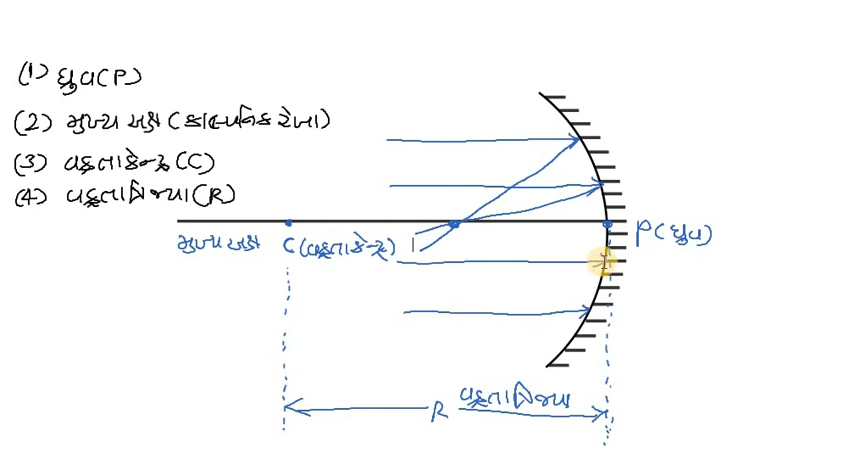 (1) ધ્રુવ(P)
(2) મુખ્ય અક્ષ (કાલ્પનિક રેખા)
(3) વક્રતાકેન્દ્ર (C)
(4) વક્રતાત્રિજ્યા(R)
મુખ્ય અક્ષ C (વક્રતાકેન્દ્ર)
P(ધ્રુવ)
R વક્રતાત્રિજ્યા